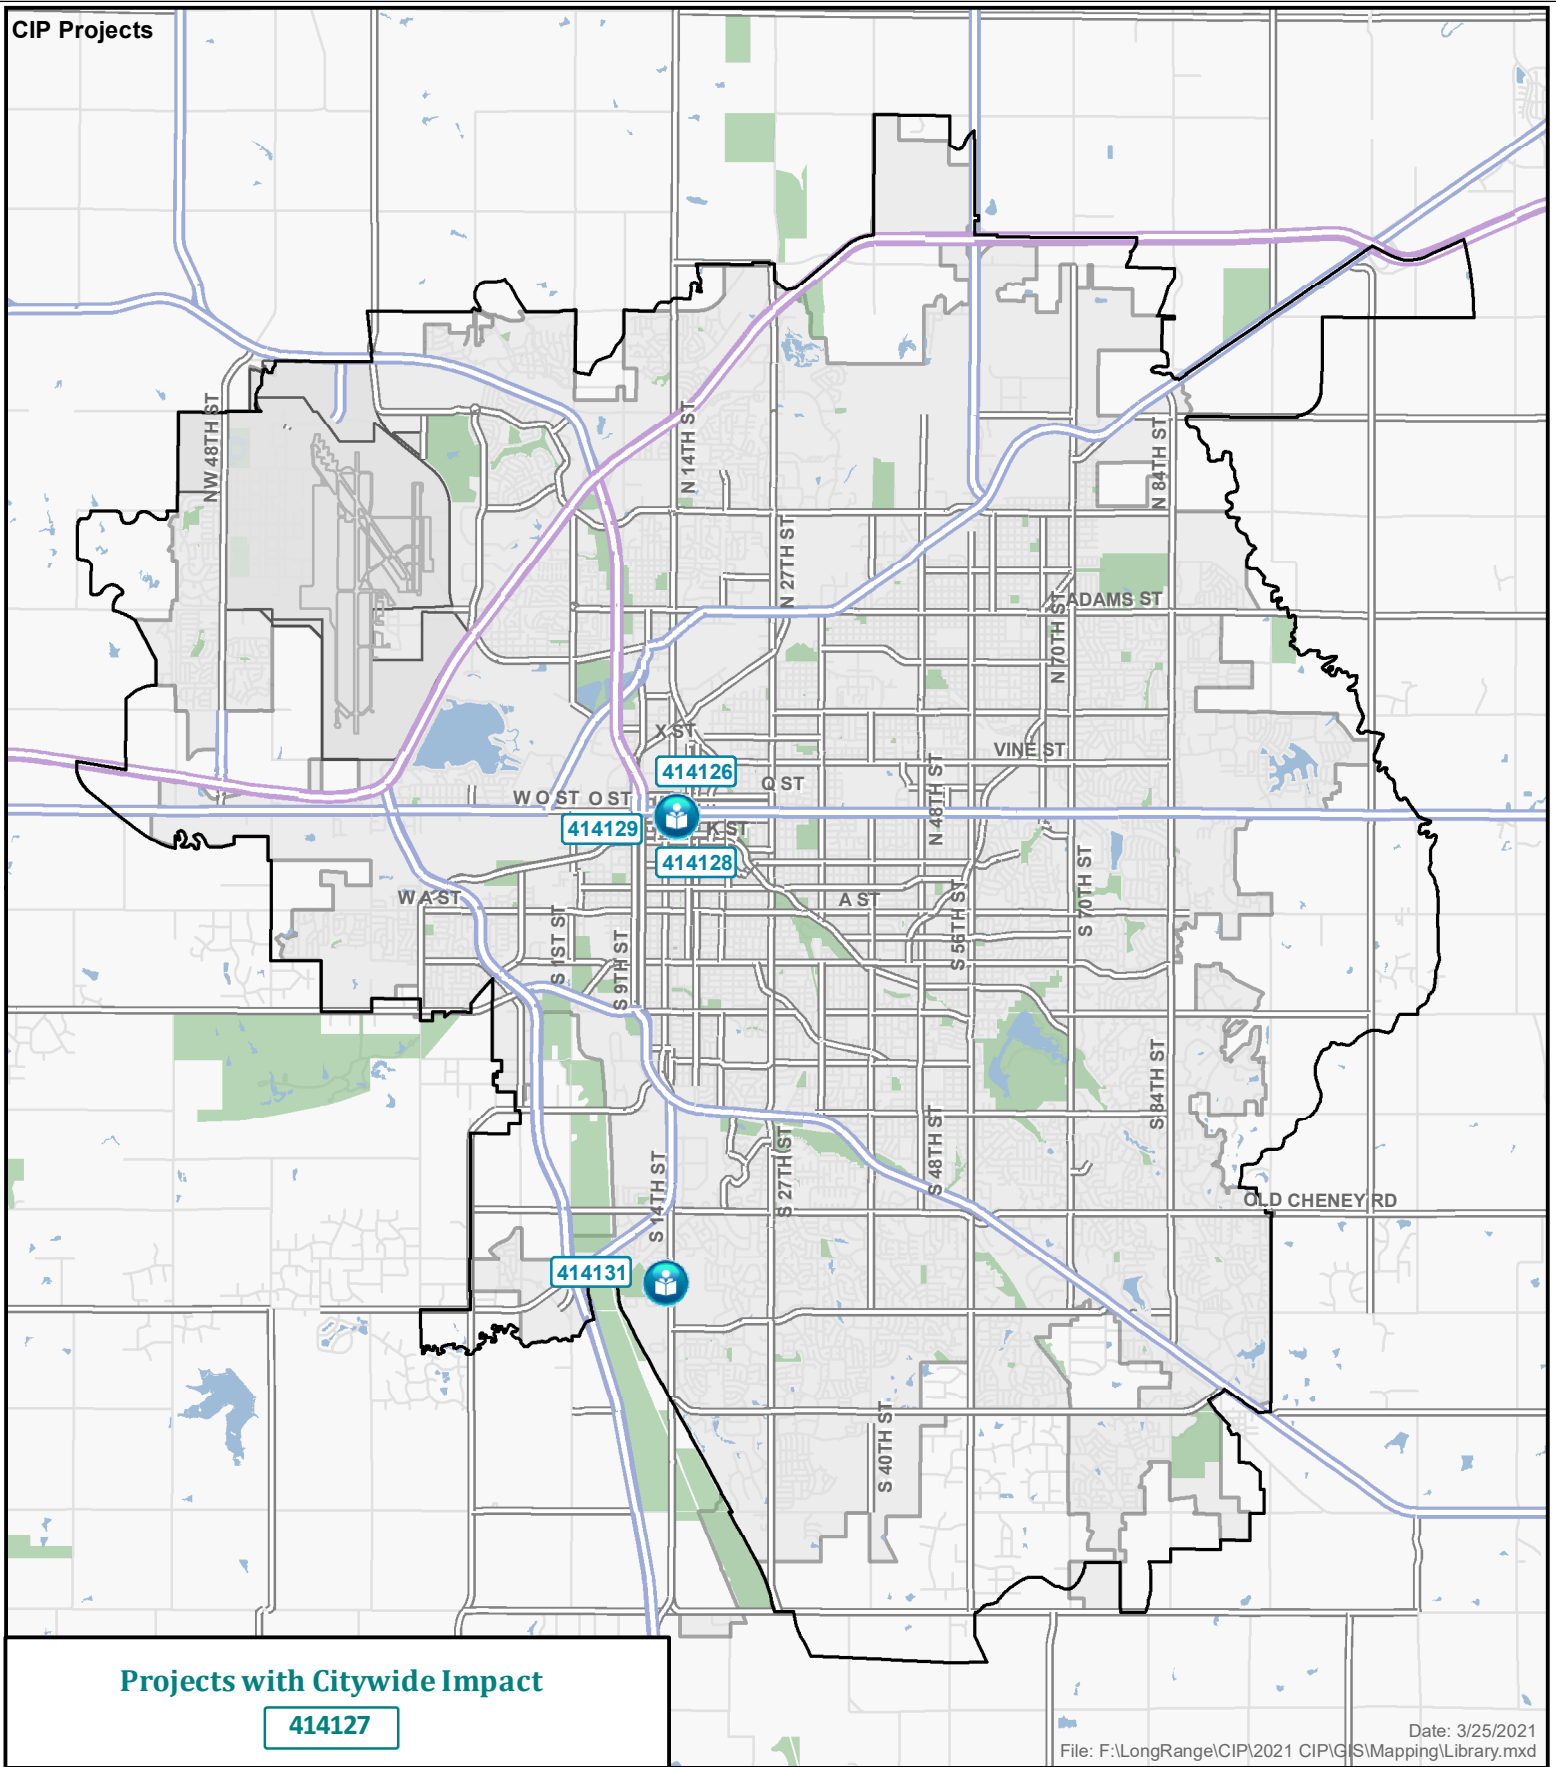 CIP Projects
NW 48TH ST
N 14TH ST
N 84TH ST
N 27TH ST
ADAMS ST
N 70TH ST
X ST
VINE ST
414126
Q ST
W O ST
O ST
N 48TH ST
414129
K ST
414128
W A ST
A ST
S 70TH ST
S 56TH ST
S 1ST ST
S 9TH ST
S 84TH ST
S 48TH ST
S 14TH ST
S 27TH ST
OLD CHENEY RD
414131
S 40TH ST
Projects with Citywide Impact
414127
Date: 3/25/2021
File: F:\LongRange\CIP\2021 CIP\GIS\Mapping\Library.mxd